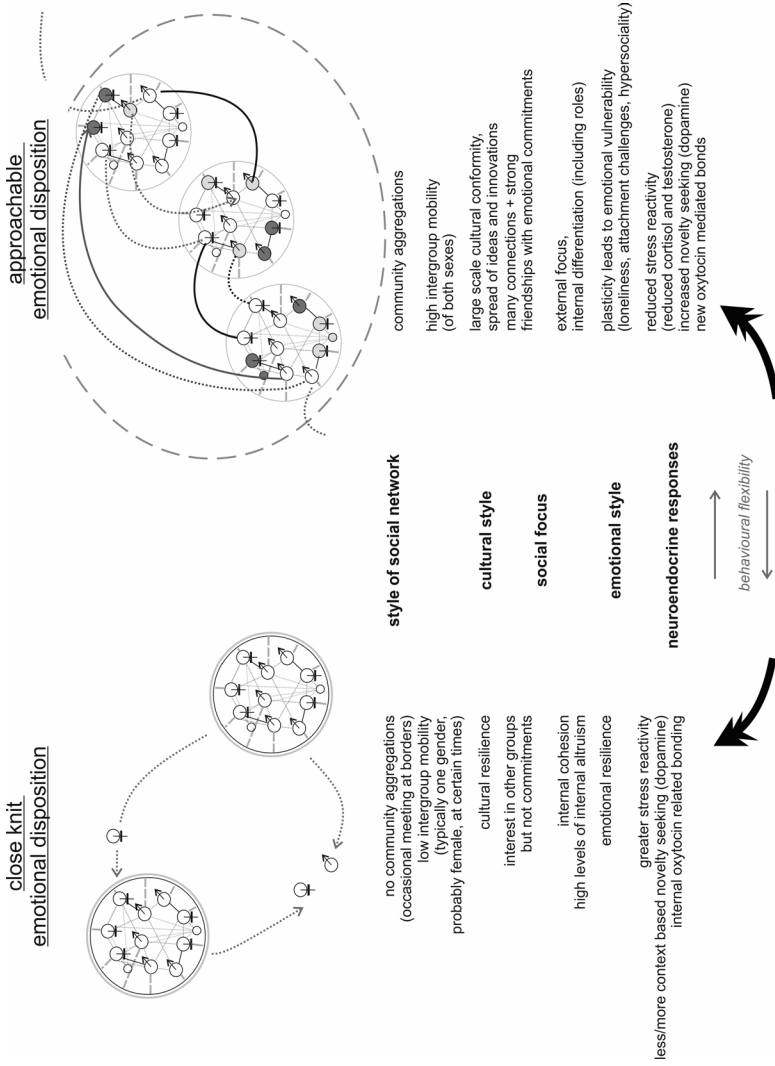 close knit
emotional disposition
approachable
emotional disposition
no community aggregations
(occasional meeting at borders)
low intergroup mobility
(typically one gender,
probably female, at certain times)
cultural resilience
interest in other groups
but not commitments
internal cohesion
high levels of internal altruism
emotional resilience
greater stress reactivity
less/more context based novelty seeking (dopamine)
internal oxytocin related bonding
style of social network
cultural style
social focus
emotional style
neuroendocrine responses
behavioural flexibility
community aggregations
high intergroup mobility
(of both sexes)
large scale cultural conformity,
spread of ideas and innovations
many connections + strong
friendships with emotional commitments
external focus,
internal differentiation (including roles)
plasticity leads to emotional vulnerability
(loneliness, attachment challenges, hypersociality)
reduced stress reactivity
(reduced cortisol and testosterone)
increased novelty seeking (dopamine)
new oxytocin mediated bonds